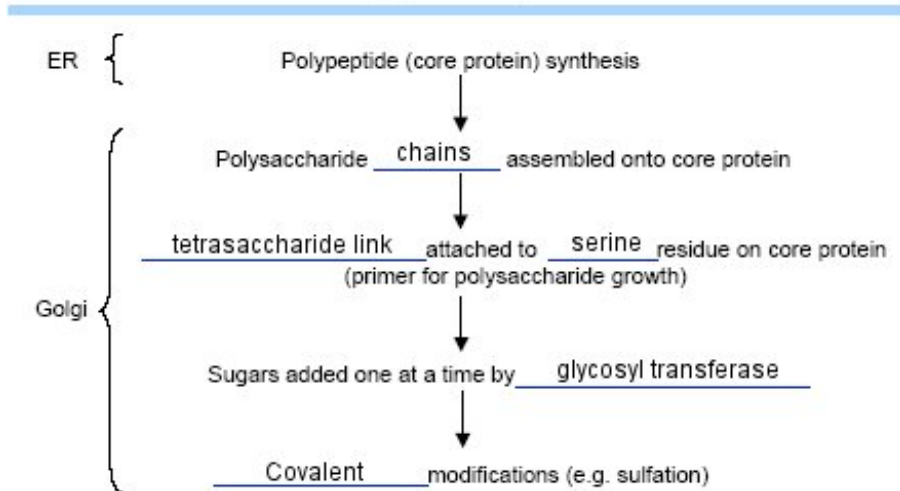 ER
Polypeptide (core protein) synthesis
Polysaccharide chains assembled onto core protein
tetrasaccharide link attached to serine residue on core protein
(primer for polysaccharide growth)
Golgi
Sugars added one at a time by glycosyl transferase
Covalent modifications (e.g. sulfation)